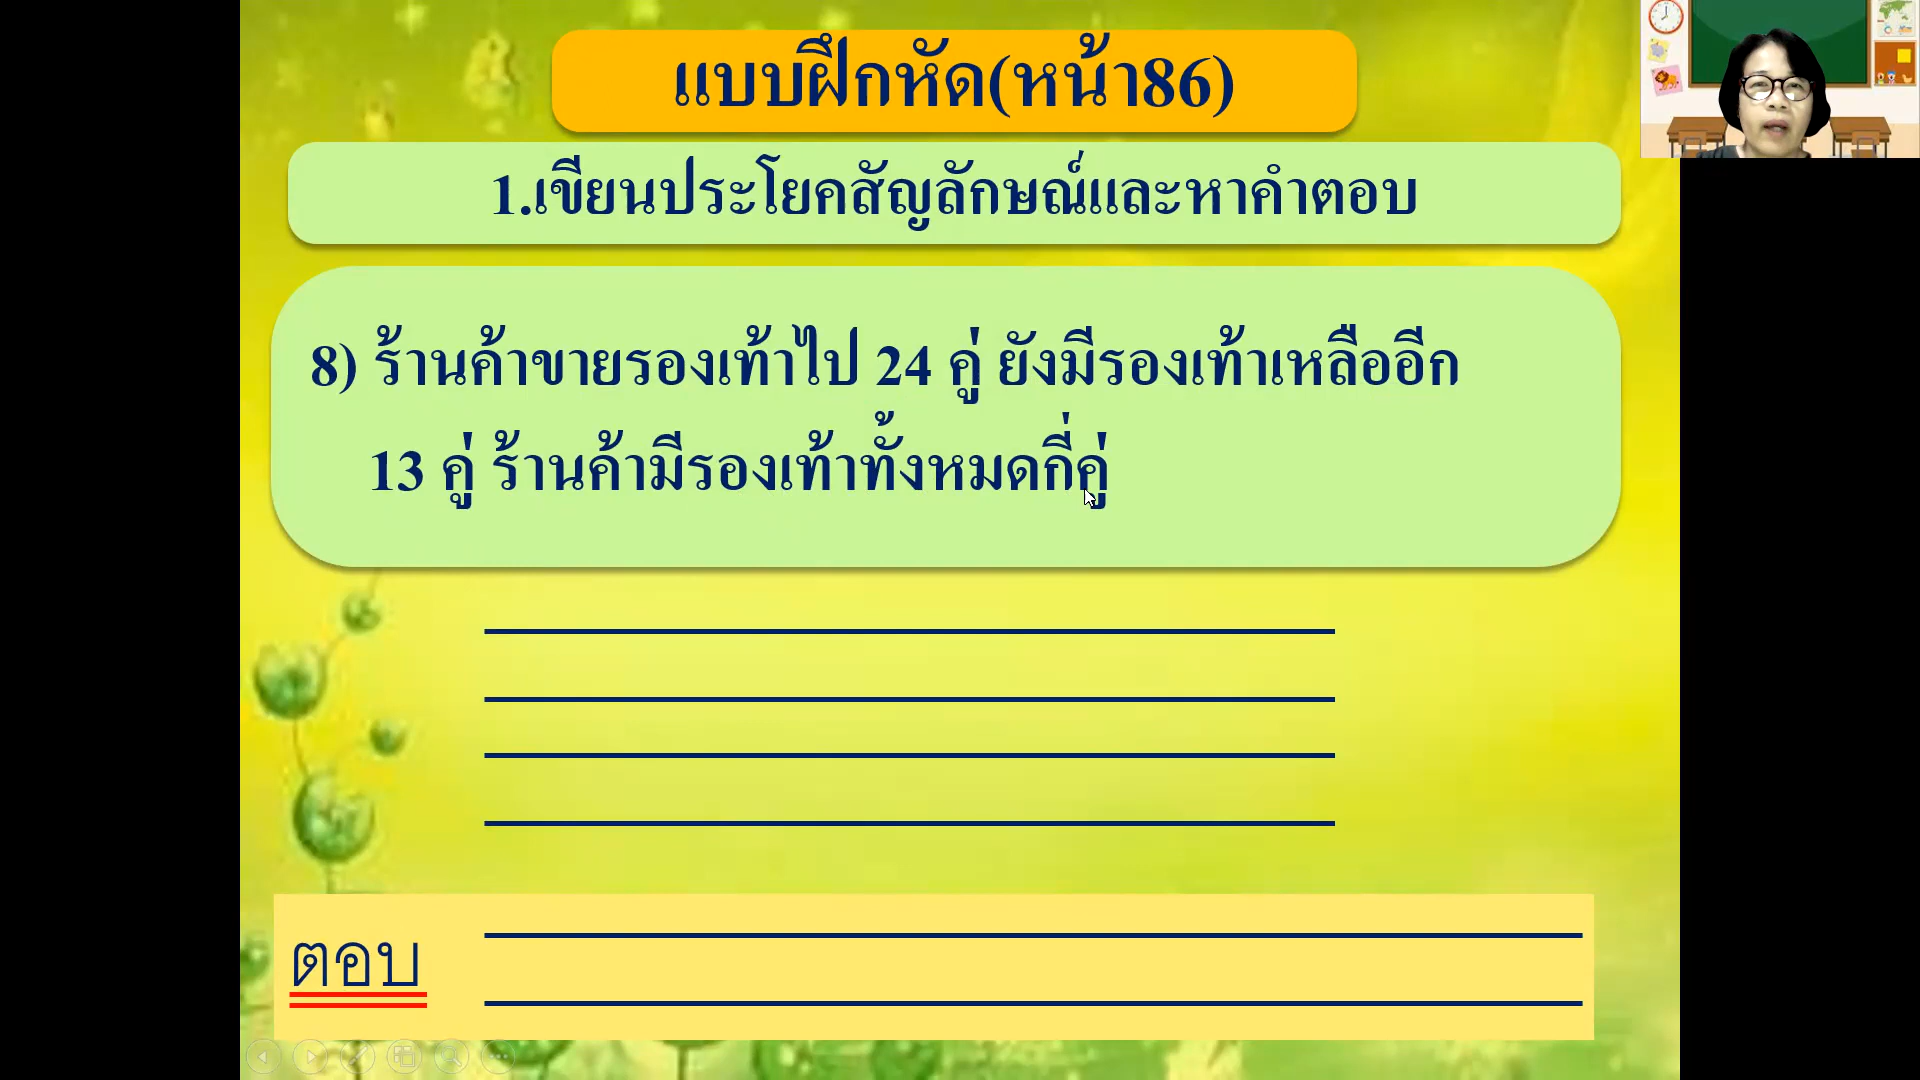 แบบฝึกหัด(หน้า86)
1.เขียนประโยคสัญลักษณ์และหาคำตอบ
8) ร้านค้าขายรองเท้าไป 24 คู่ ยังมีรองเท้าเหลืออีก
13 คู่ ร้านค้ามีรองเท้าทั้งหมดกี่คู่
ตอบ